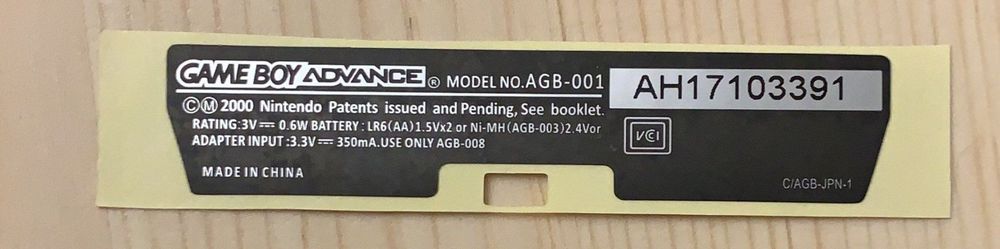 GAME BOY ADVANCE® MODEL NO.AGB-001
AH17103391
ⒸⓂ 2000 Nintendo Patents issued and Pending, See booklet.
RATING:3V⎓ 0.6W BATTERY : LR6(AA)1.5Vx2 or Ni-MH(AGB-003)2.4Vor
ADAPTER INPUT :3.3V⎓ 350mA.USE ONLY AGB-008
VCI
MADE IN CHINA
C/AGB-JPN-1